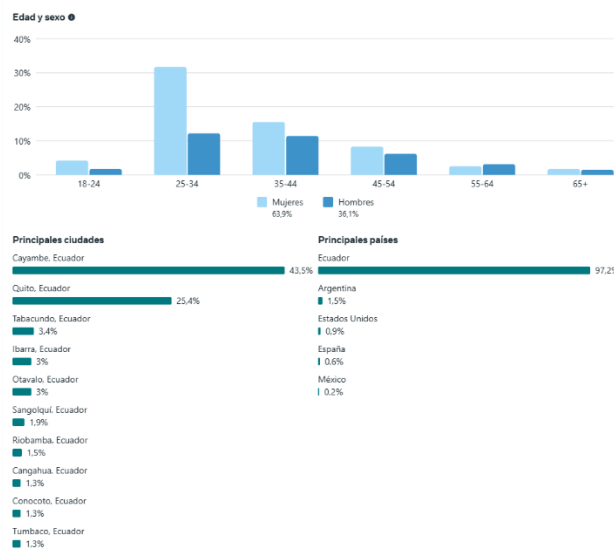 Edad y sexo
40%
30%
20%
10%
0%
18-24 25-34 35-44 45-54 55-64 65+
Mujeres Hombres
63,9% 36,1%
Principales ciudades
Cayambe, Ecuador
43,5%
Quito, Ecuador
25,4%
Tabacundo, Ecuador
3,4%
Ibarra, Ecuador
3%
Otavalo, Ecuador
3%
Sangolquí, Ecuador
1,9%
Riobamba, Ecuador
1,5%
Cangahua, Ecuador
1,3%
Conocoto, Ecuador
1,3%
Tumbaco, Ecuador
1,3%
Principales países
Ecuador
97,2%
Argentina
1,5%
Estados Unidos
0,9%
España
0,6%
México
0,2%